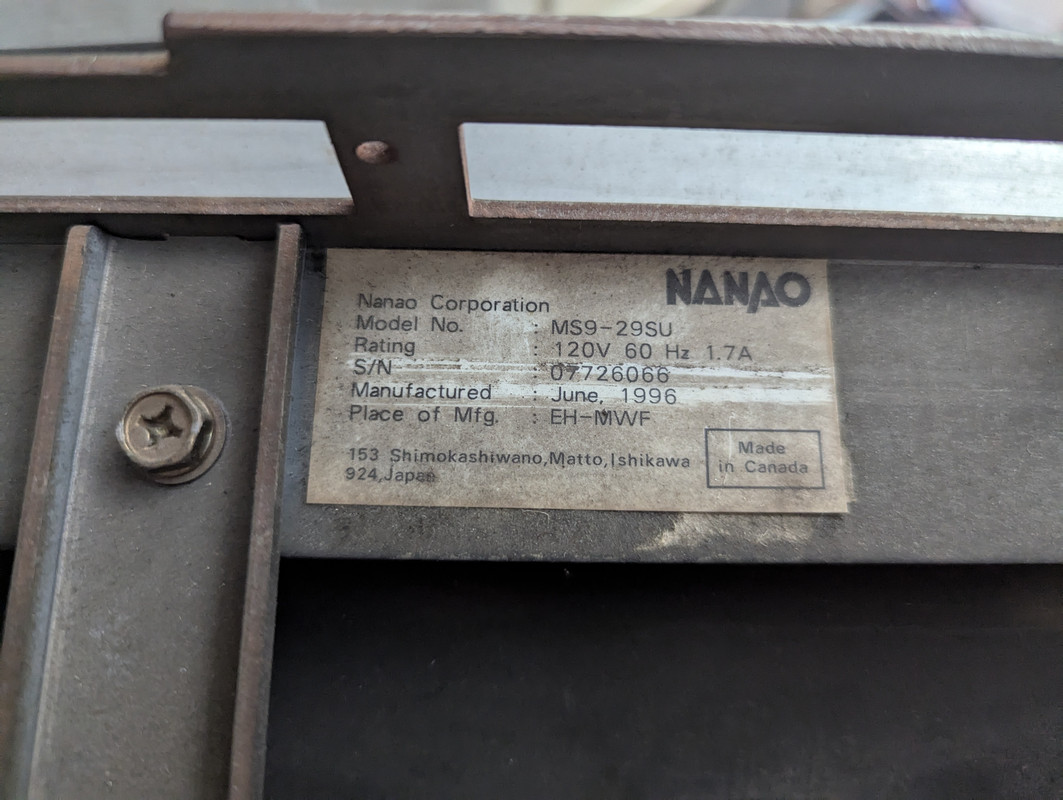 NANAO
Nanao Corporation
Model No. : MS9-29SU
Rating : 120V 60 Hz 1.7A
S/N : 07726066
Manufactured : June, 1996
Place of Mfg. : EH-MWF
153 Shimokashiwano,Matto,Ishikawa
924,Japan
Made
in Canada